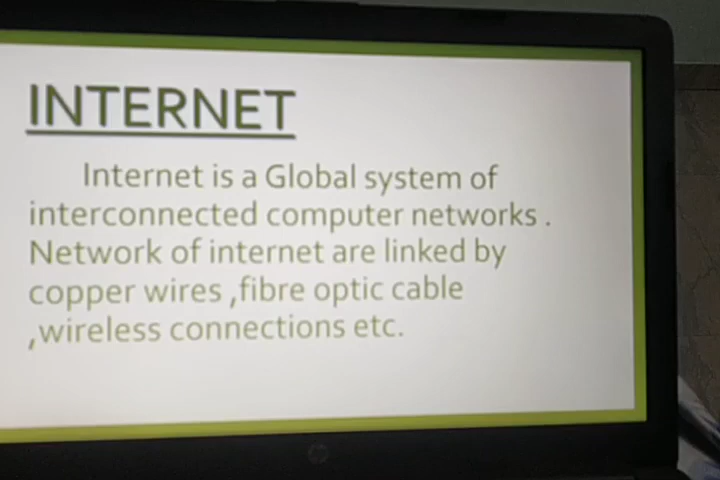 INTERNET
Internet is a Global system of
interconnected computer networks .
Network of internet are linked by
copper wires ,fibre optic cable
,wireless connections etc.